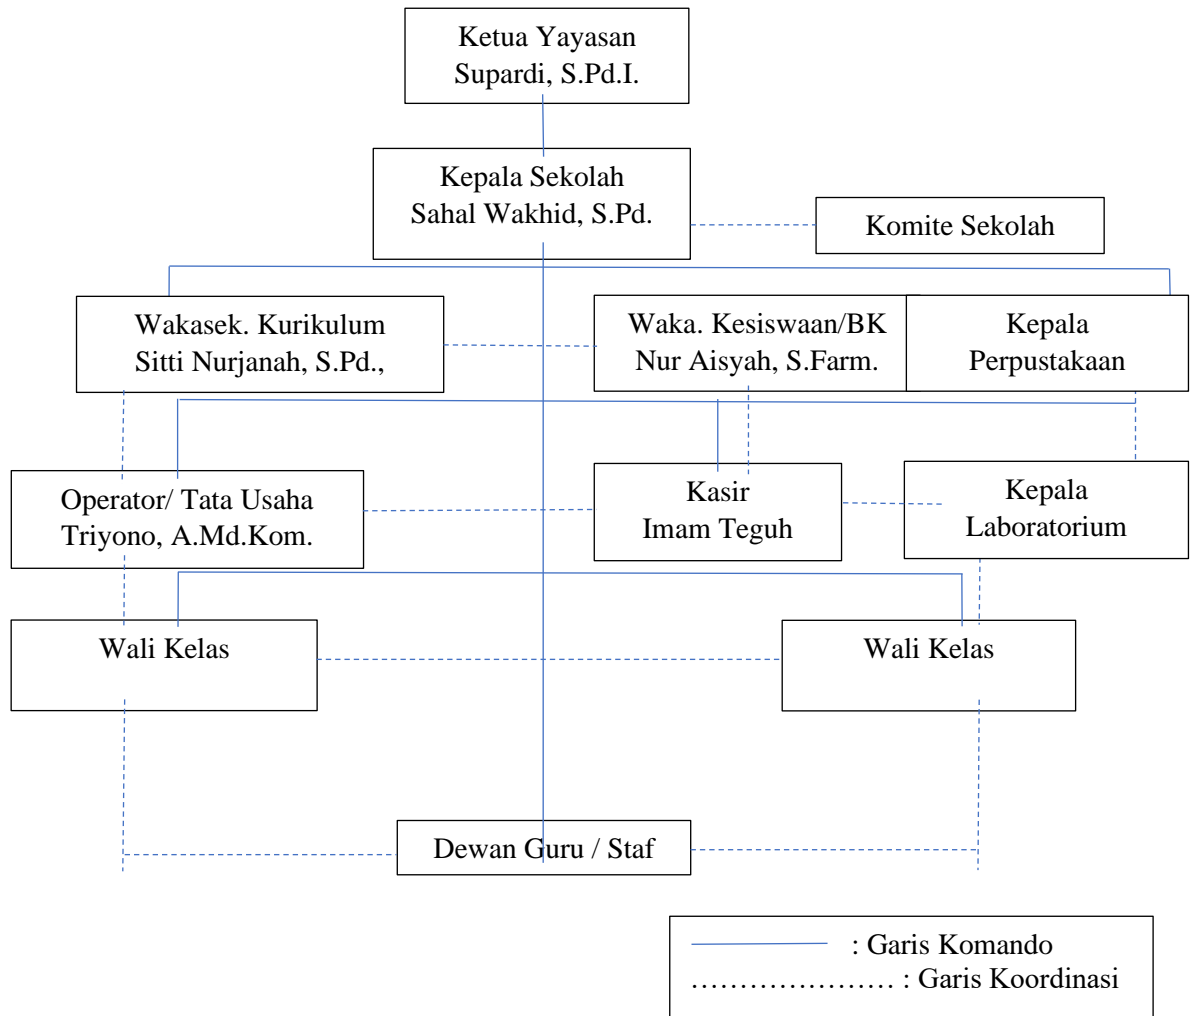 Ketua Yayasan
Supardi, S.Pd.I.
Kepala Sekolah
Sahal Wakhid, S.Pd.
Komite Sekolah
Wakasek. Kurikulum
Sitti Nurjanah, S.Pd.,
Waka. Kesiswaan/BK
Nur Aisyah, S.Farm.
Kepala
Perpustakaan
Operator/ Tata Usaha
Triyono, A.Md.Kom.
Kasir
Imam Teguh
Kepala
Laboratorium
Wali Kelas
Wali Kelas
Dewan Guru / Staf
: Garis Komando
………………… : Garis Koordinasi